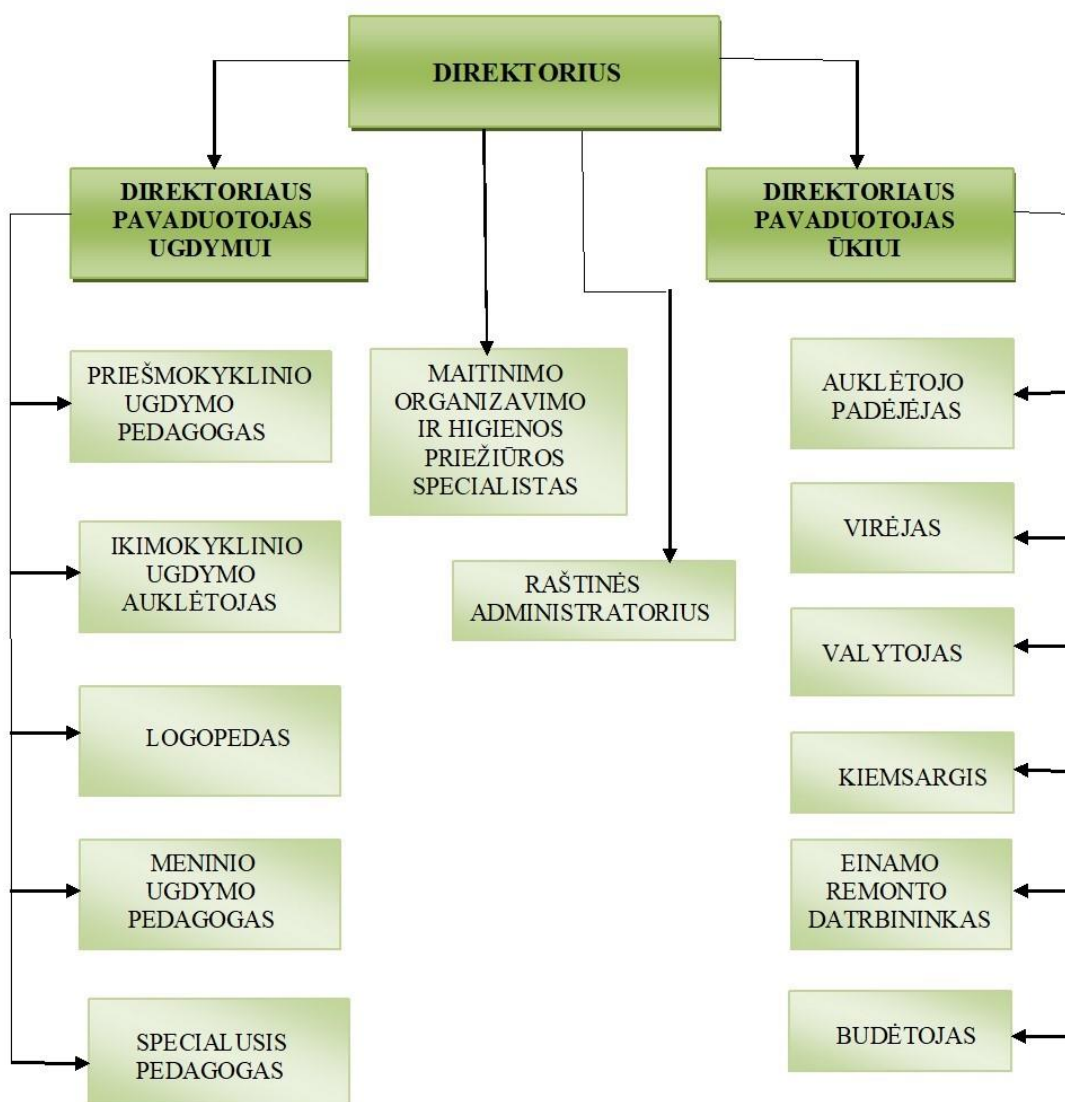 DIREKTORIUS
DIREKTORIAUS
PAVADUOTOJAS
UGDYMUI
DIREKTORIAUS
PAVADUOTOJAS
ŪKIUI
PRIEŠMOKYKLINIO
UGDYMO
PEDAGOGAS
IKIMOKYKLINIO
UGDYMO
AUKLĖTOJAS
LOGOPEDAS
MENINIO
UGDYMO
PEDAGOGAS
SPECIALUSIS
PEDAGOGAS
MAITINIMO
ORGANIZAVIMO
IR HIGIENOS
PRIEŽIŪROS
SPECIALISTAS
RAŠTINĖS
ADMINISTRATORIUS
AUKLĖTOJO
PADĖJĖJAS
VIRĖJAS
VALYTOJAS
KIEMSARGIS
EINAMO
REMONTO
DATRBININKAS
BUDĖTOJAS